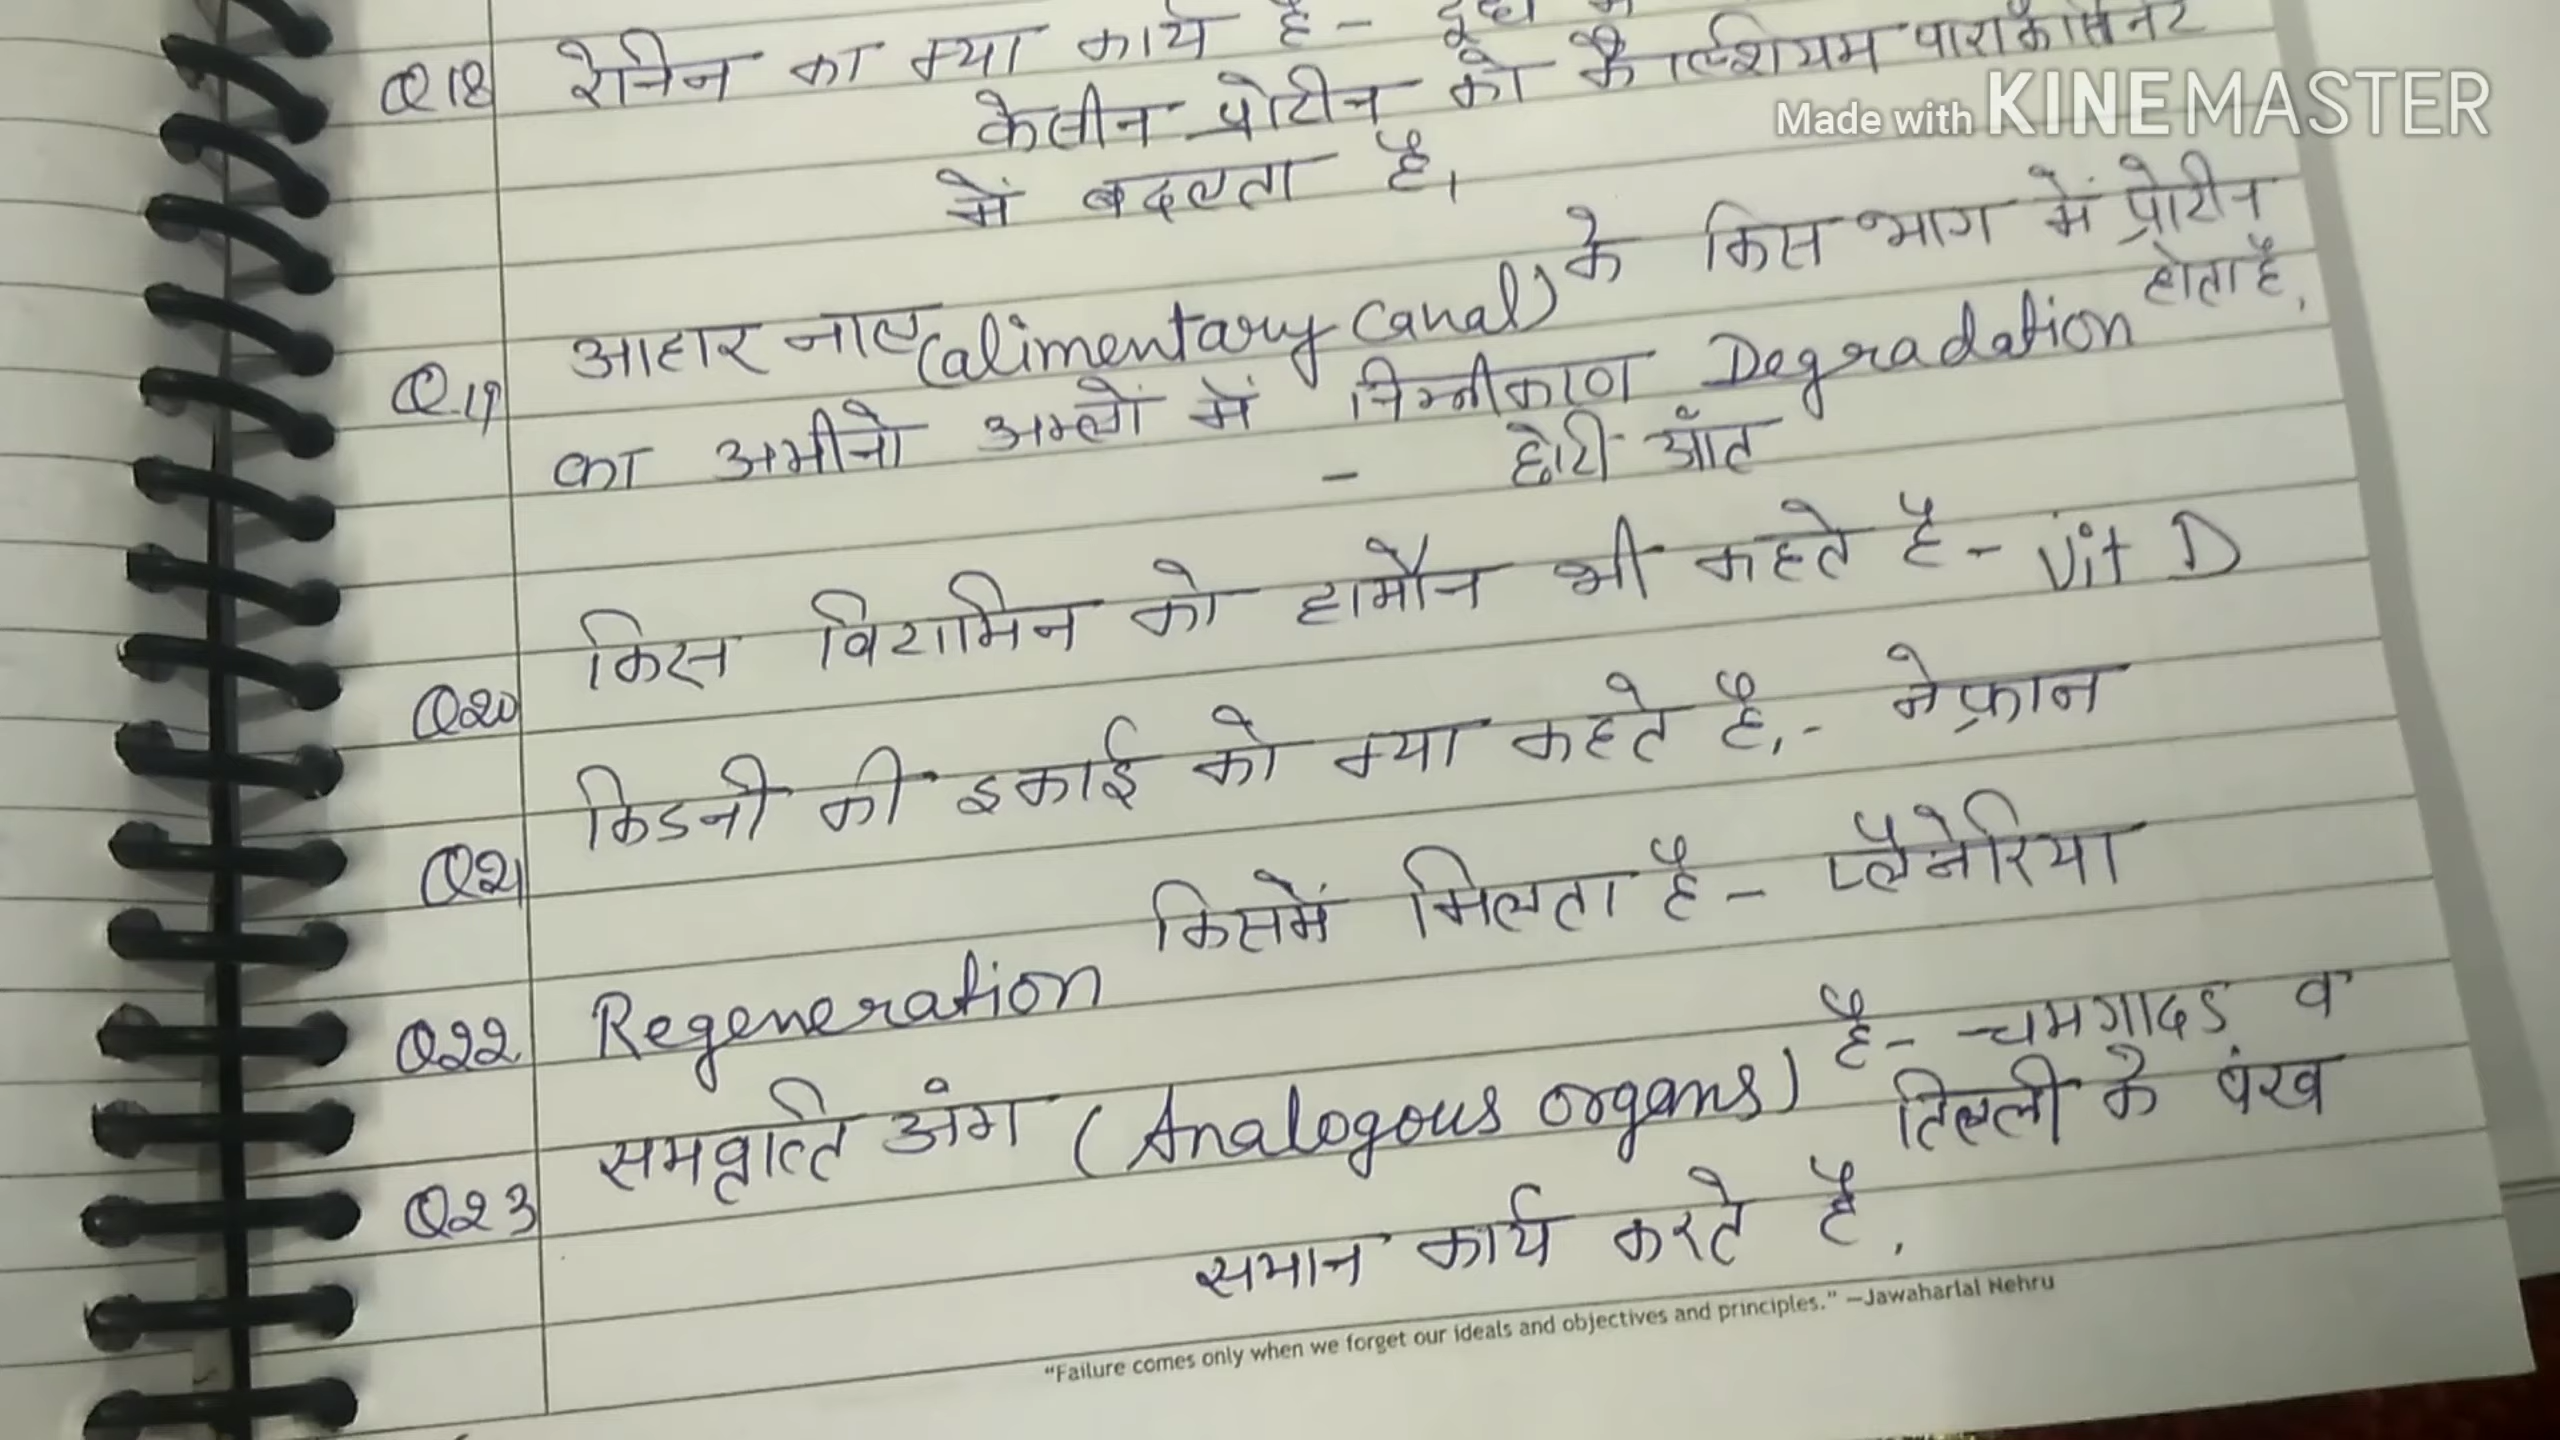 Q18 रेनिन का क्या कार्य है - दूध में
केसीन प्रोटीन को कैल्शियम पाराकैसिनेट
में बदलता है,
Made with KINEMASTER
Q.19 आहार नाल (alimentary canal) के किस भाग में प्रोटीन
का अमीनो अम्लों में निम्नीकरण Degradation होता है,
- छोटी आँत
Q20 किस विटामिन को हार्मोन भी कहते है - Vit D
Q21 किडनी की इकाई को क्या कहते है, - नेफ्रान
Q22 Regeneration किसमें मिलता है - प्लैनेरिया
Q23 समवृत्ति अंग (Analogous organs) है - चमगादड व
तितली के पंख
समान कार्य करते है,
"Failure comes only when we forget our ideals and objectives and principles." —Jawaharlal Nehru